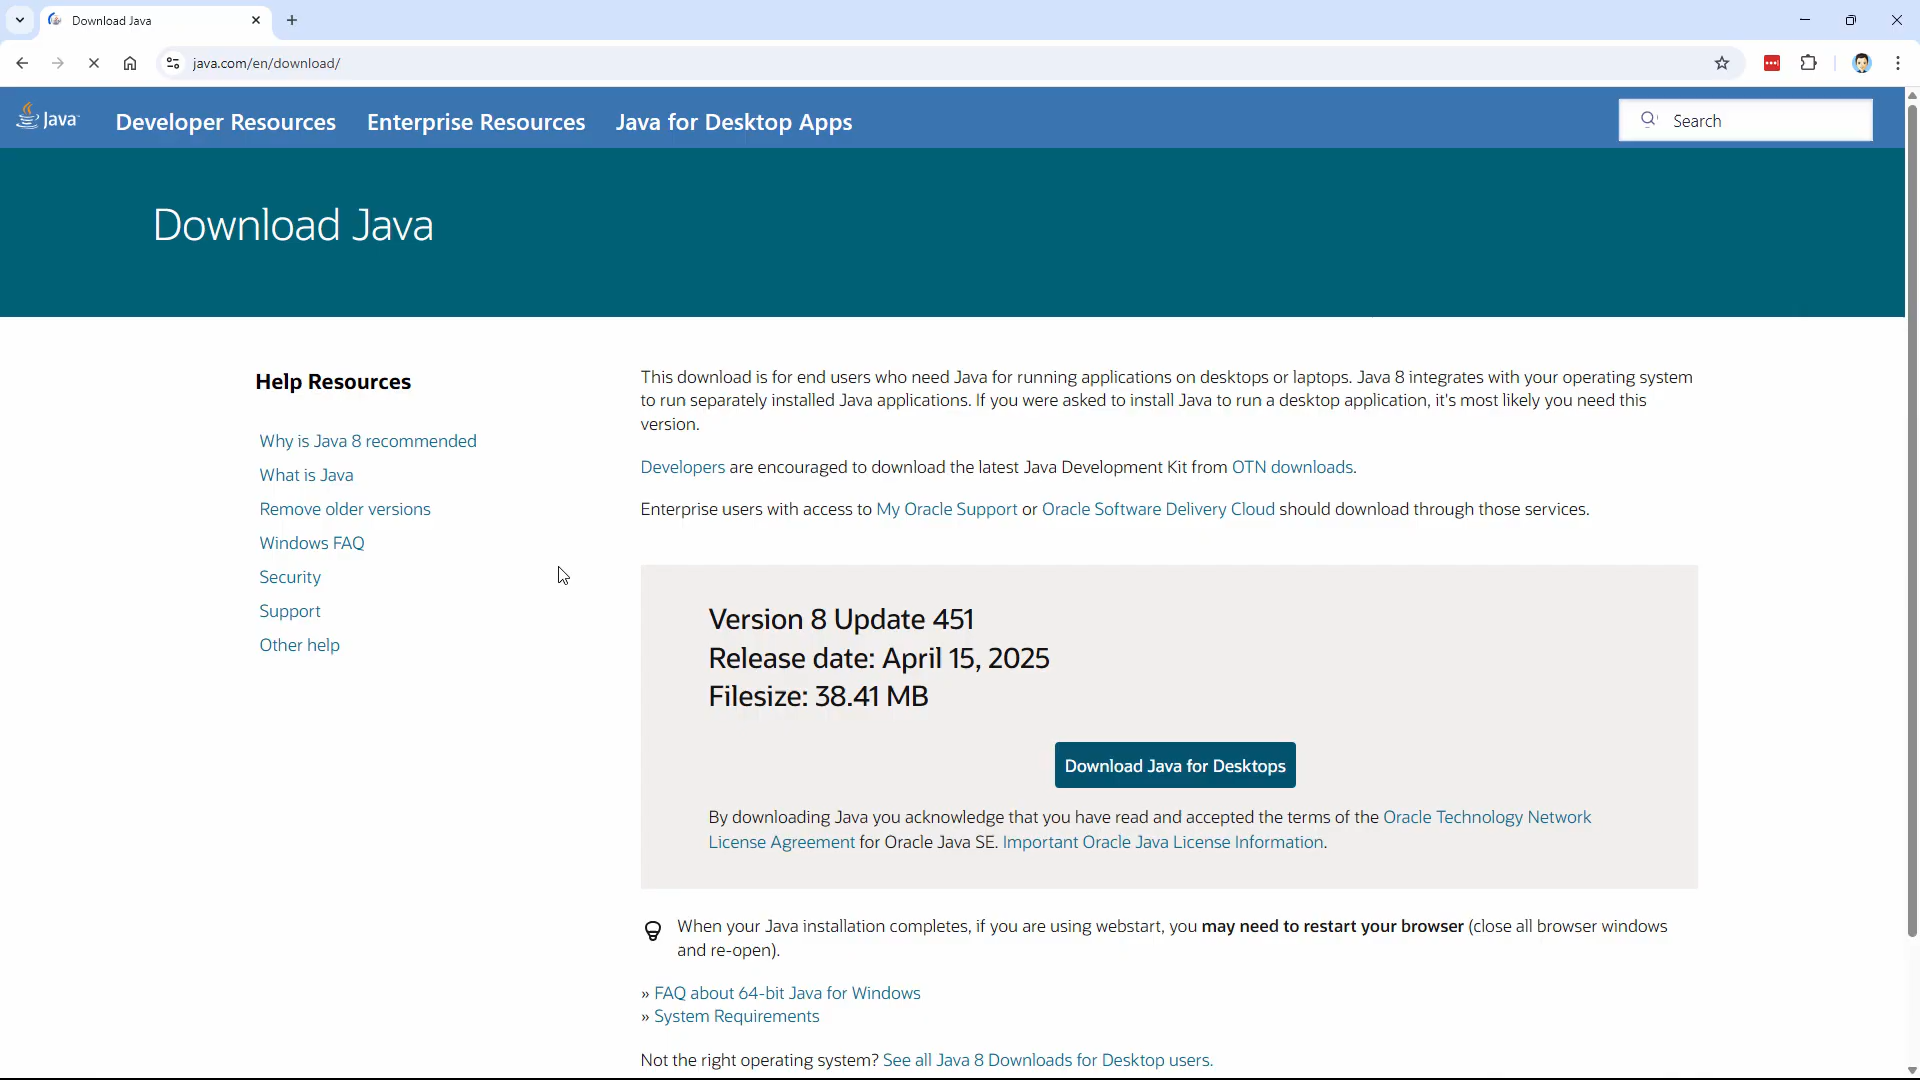 Download Java
java.com/en/download/
Java
Developer Resources
Enterprise Resources
Java for Desktop Apps
Search
Download Java
Help Resources
Why is Java 8 recommended
What is Java
Remove older versions
Windows FAQ
Security
Support
Other help
This download is for end users who need Java for running applications on desktops or laptops. Java 8 integrates with your operating system
to run separately installed Java applications. If you were asked to install Java to run a desktop application, it's most likely you need this
version.
Developers are encouraged to download the latest Java Development Kit from OTN downloads.
Enterprise users with access to My Oracle Support or Oracle Software Delivery Cloud should download through those services.
Version 8 Update 451
Release date: April 15, 2025
Filesize: 38.41 MB
Download Java for Desktops
By downloading Java you acknowledge that you have read and accepted the terms of the Oracle Technology Network
License Agreement for Oracle Java SE. Important Oracle Java License Information.
When your Java installation completes, if you are using webstart, you may need to restart your browser (close all browser windows
and re-open).
» FAQ about 64-bit Java for Windows
» System Requirements
Not the right operating system? See all Java 8 Downloads for Desktop users.